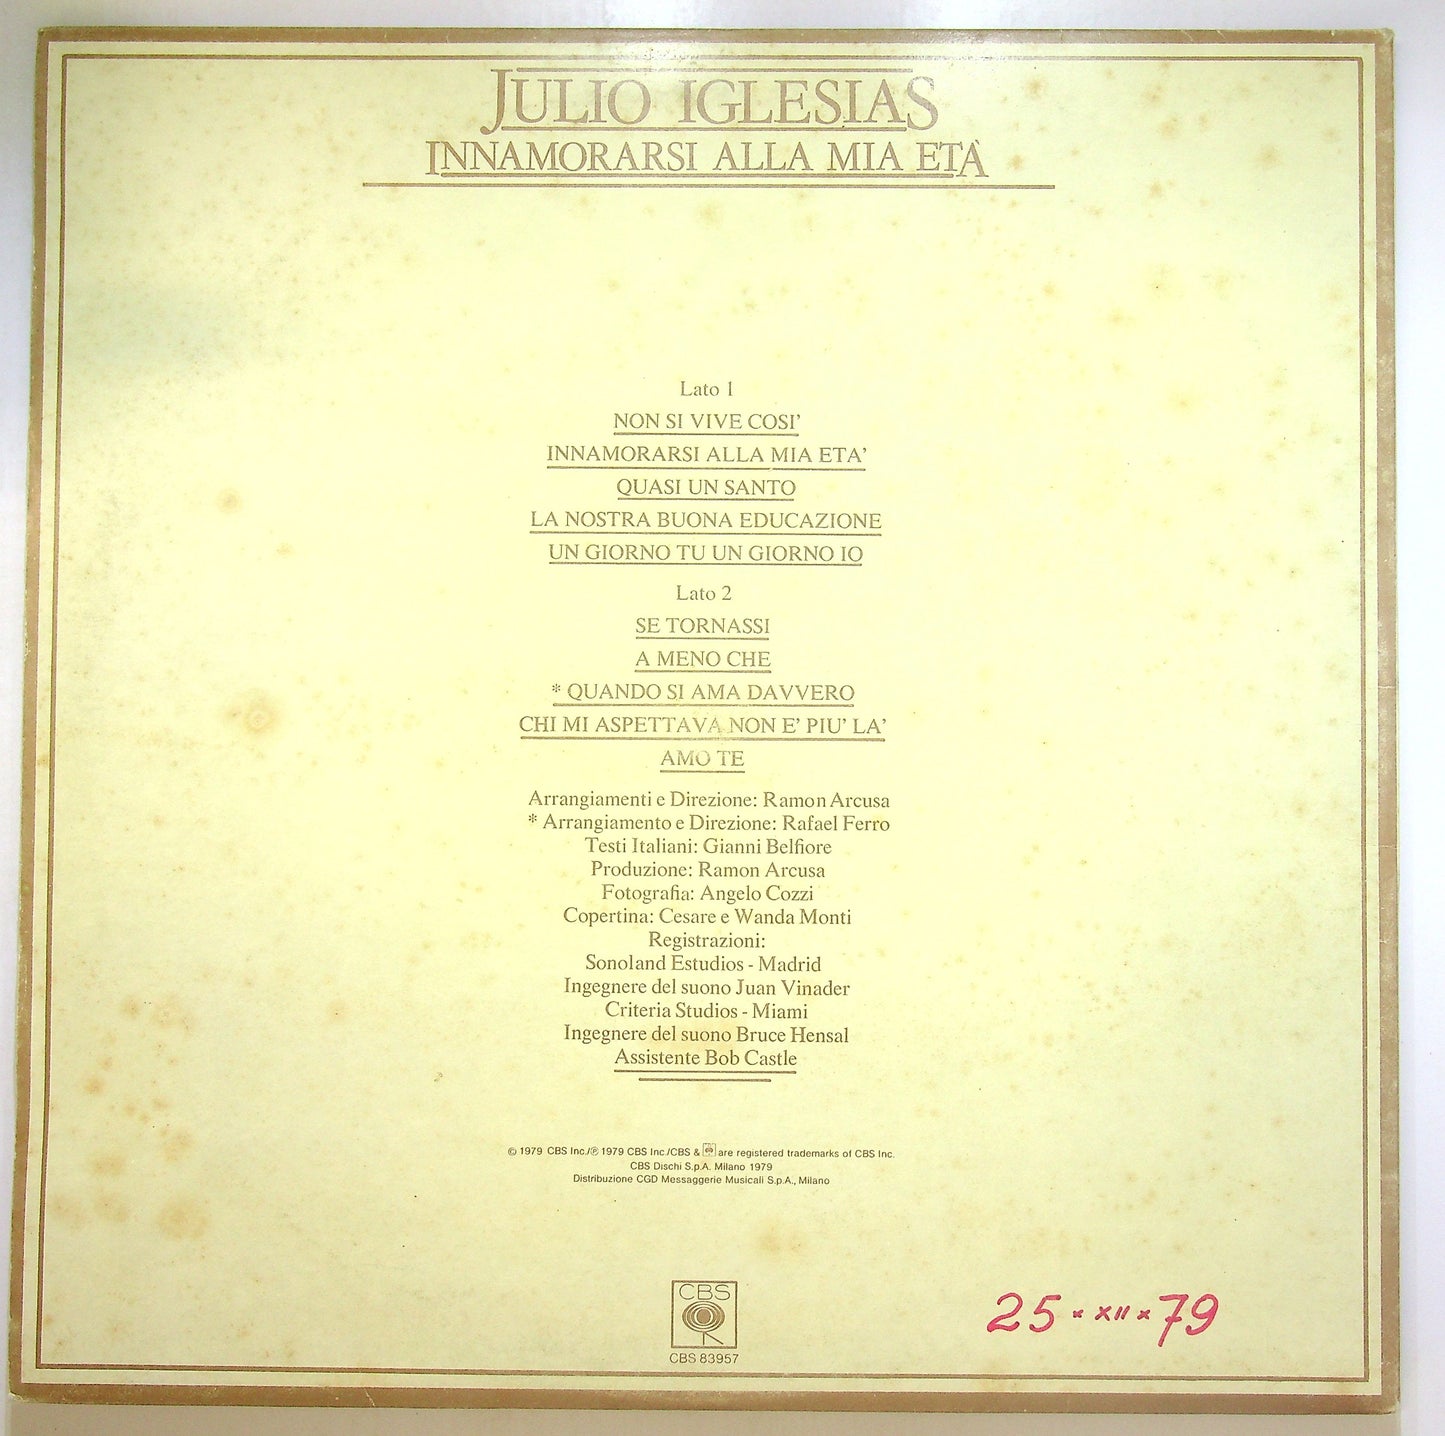 JULIO IGLESIAS
INNAMORARSI ALLA MIA ETÀ
Lato 1
NON SI VIVE COSI'
INNAMORARSI ALLA MIA ETA'
QUASI UN SANTO
LA NOSTRA BUONA EDUCAZIONE
UN GIORNO TU UN GIORNO IO
Lato 2
SE TORNASSI
A MENO CHE
* QUANDO SI AMA DAVVERO
CHI MI ASPETTAVA NON E' PIU' LA'
AMO TE
Arrangiamenti e Direzione: Ramon Arcusa
* Arrangiamento e Direzione: Rafael Ferro
Testi Italiani: Gianni Belfiore
Produzione: Ramon Arcusa
Fotografia: Angelo Cozzi
Copertina: Cesare e Wanda Monti
Registrazioni:
Sonoland Estudios - Madrid
Ingegnere del suono Juan Vinader
Criteria Studios - Miami
Ingegnere del suono Bruce Hensal
Assistente Bob Castle
© 1979 CBS Inc./℗ 1979 CBS Inc./CBS & are registered trademarks of CBS Inc.
CBS Dischi S.p.A. Milano 1979
Distribuzione CGD Messaggerie Musicali S.p.A., Milano
CBS
CBS 83957
25 × XII × 79